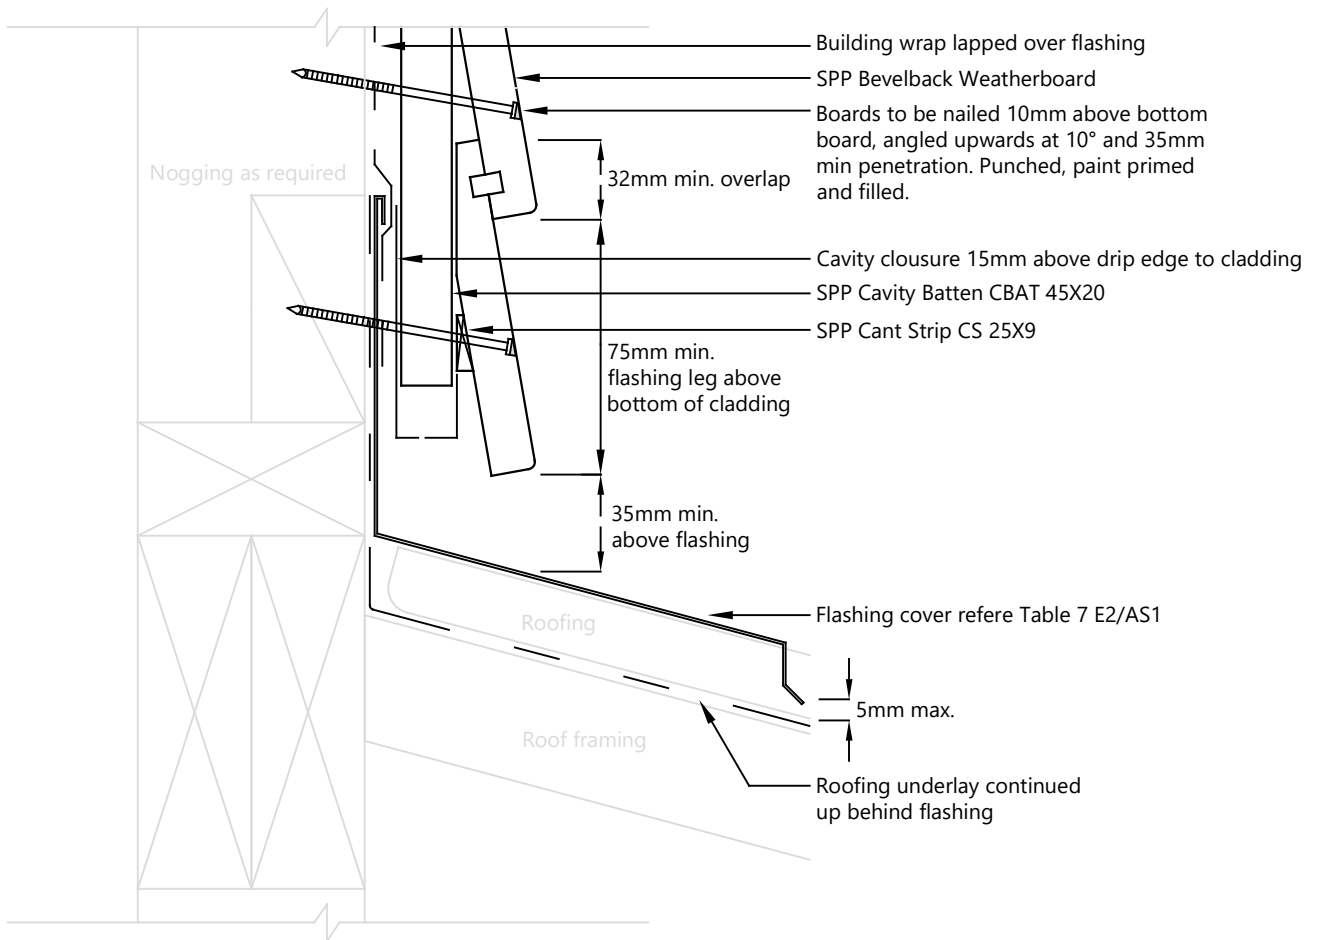 Building wrap lapped over flashing
SPP Bevelback Weatherboard
Boards to be nailed 10mm above bottom
board, angled upwards at 10° and 35mm
min penetration. Punched, paint primed
and filled.
Nogging as required
32mm min. overlap
Cavity clousure 15mm above drip edge to cladding
SPP Cavity Batten CBAT 45X20
SPP Cant Strip CS 25X9
75mm min.
flashing leg above
bottom of cladding
35mm min.
above flashing
Flashing cover refere Table 7 E2/AS1
Roofing
5mm max.
Roof framing
Roofing underlay continued
up behind flashing